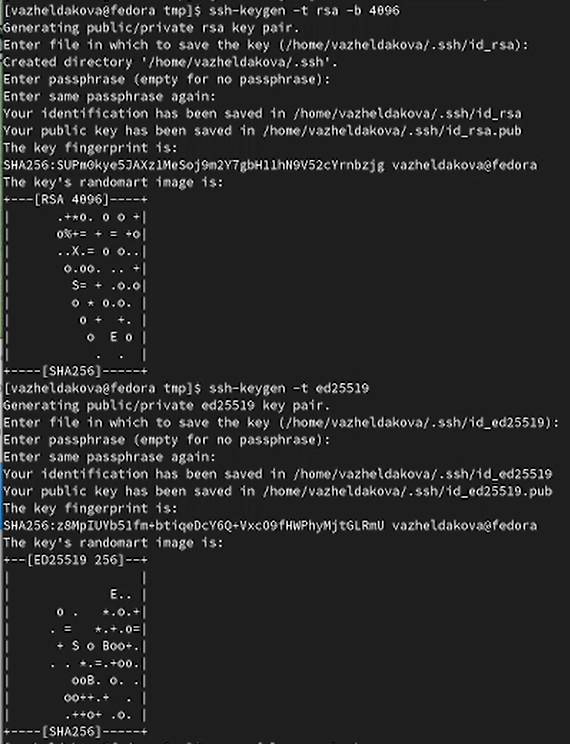 [vazheldakova@fedora tmp]$ ssh-keygen -t rsa -b 4096
Generating public/private rsa key pair.
Enter file in which to save the key (/home/vazheldakova/.ssh/id_rsa):
Created directory '/home/vazheldakova/.ssh'.
Enter passphrase (empty for no passphrase):
Enter same passphrase again:
Your identification has been saved in /home/vazheldakova/.ssh/id_rsa
Your public key has been saved in /home/vazheldakova/.ssh/id_rsa.pub
The key fingerprint is:
SHA256:SUPm0kye5JAXz1MeSoj9m2Y7gbH11hN9V52cYrnbzjg vazheldakova@fedora
The key's randomart image is:
+---[RSA 4096]----+
|      .+*o. o o +|
|      o%+= + = +o|
|      ..X.= o o..|
|       o.oo. .. +|
|        S= + .o.o|
|        o * o.o. |
|         o +  +. |
|          o  E o |
|           .  .  |
+----[SHA256]-----+
[vazheldakova@fedora tmp]$ ssh-keygen -t ed25519
Generating public/private ed25519 key pair.
Enter file in which to save the key (/home/vazheldakova/.ssh/id_ed25519):
Enter passphrase (empty for no passphrase):
Enter same passphrase again:
Your identification has been saved in /home/vazheldakova/.ssh/id_ed25519
Your public key has been saved in /home/vazheldakova/.ssh/id_ed25519.pub
The key fingerprint is:
SHA256:z8MpIUVb51fm+btiqeDcY6Q+VxcO9fHWPhyMjtGLRmU vazheldakova@fedora
The key's randomart image is:
+--[ED25519 256]--+
|                 |
|             E.. |
|      o .   *.o.+|
|     . =   *.+.o=|
|      + S o Boo+.|
|     . . *.=.+oo.|
|        ooB. o. .|
|       oo++.+  . |
|       .++o+ .o. |
+----[SHA256]-----+